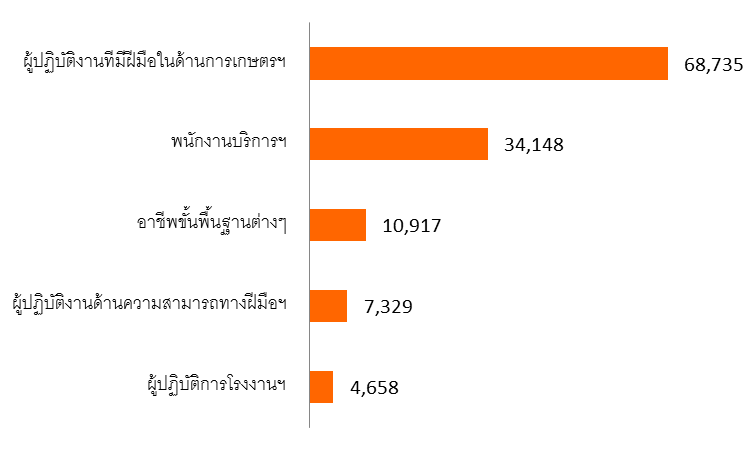 ผู้ปฏิบัติงานที่มีฝีมือในด้านการเกษตรฯ 68,735
พนักงานบริการฯ 34,148
อาชีพขั้นพื้นฐานต่างๆ 10,917
ผู้ปฏิบัติงานด้านความสามารถทางฝีมือฯ 7,329
ผู้ปฏิบัติการโรงงานฯ 4,658